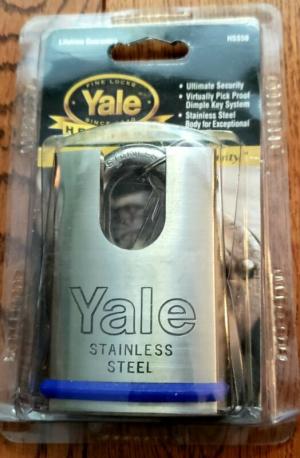 Lifetime Guarantee
HSS50
FINE LOCKS
Yale
SINCE 1840
• Ultimate Security
• Virtually Pick Proof
Dimple Key System
• Stainless Steel
Body for Exceptional
Yale
STAINLESS
STEEL